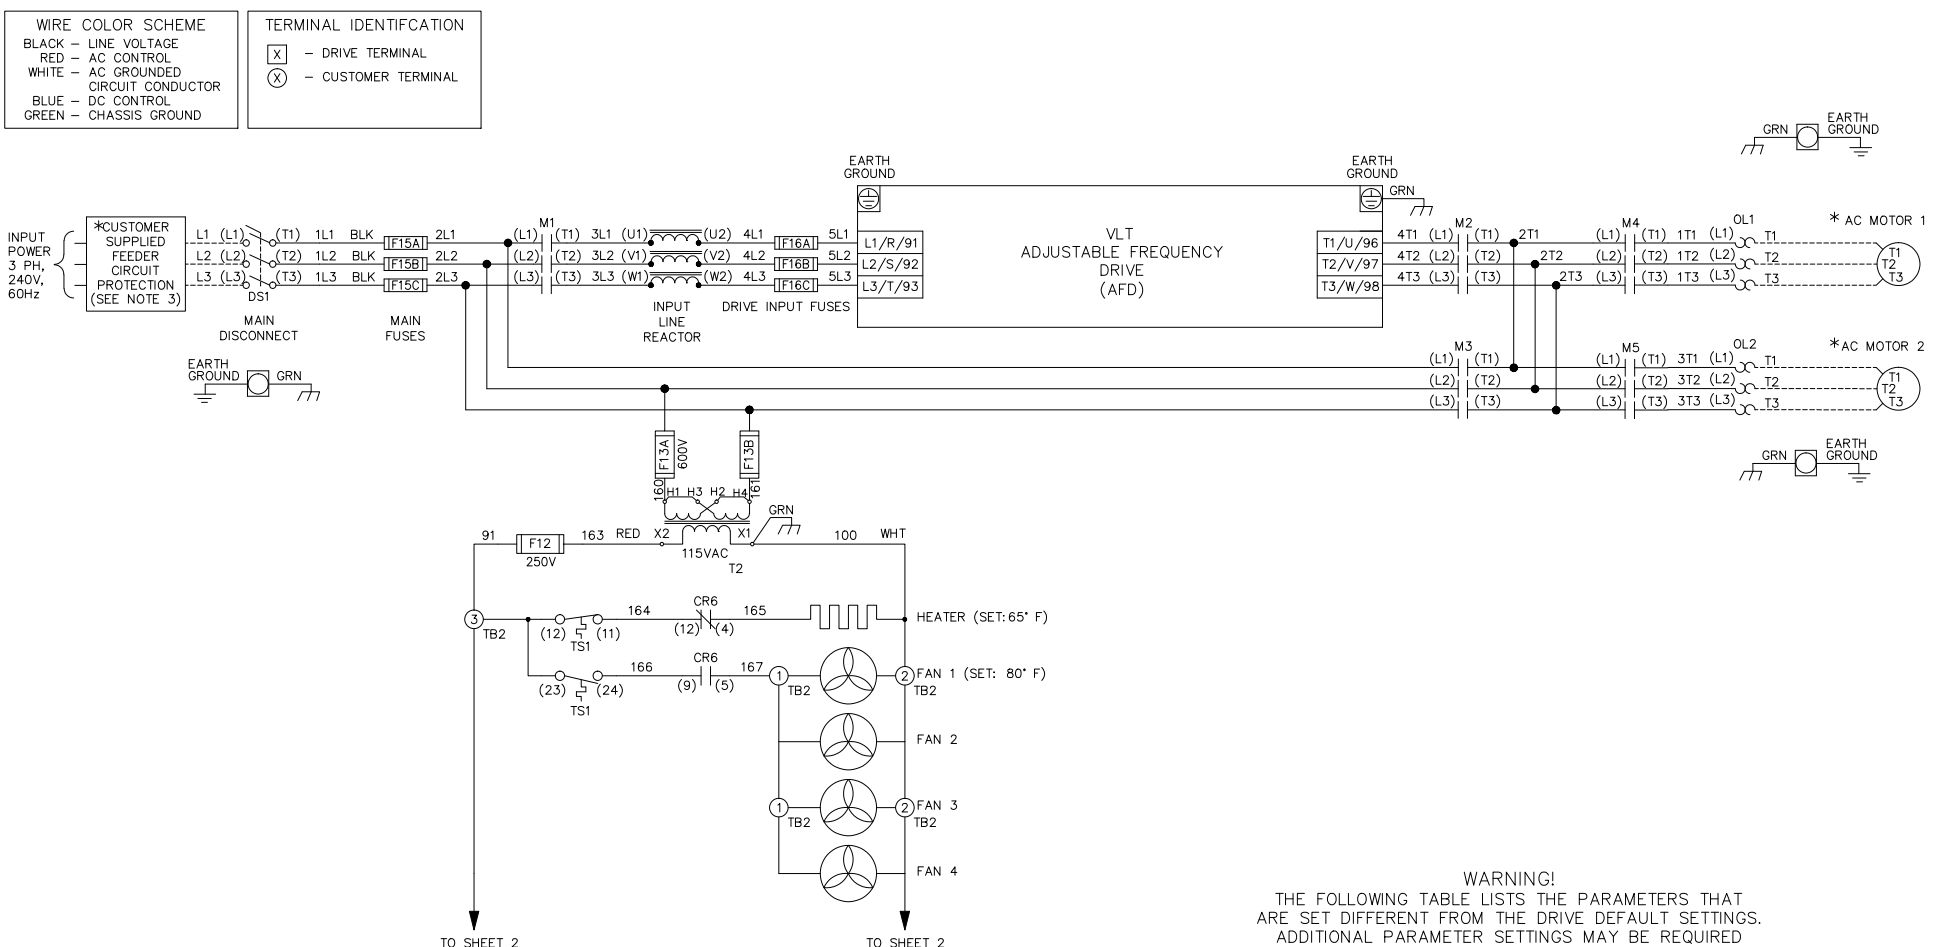 WIRE COLOR SCHEME
BLACK – LINE VOLTAGE
RED – AC CONTROL
WHITE – AC GROUNDED
CIRCUIT CONDUCTOR
BLUE – DC CONTROL
GREEN – CHASSIS GROUND
TERMINAL IDENTIFCATION
X – DRIVE TERMINAL
X – CUSTOMER TERMINAL
GRN EARTH
GROUND
EARTH
GROUND
EARTH
GROUND
GRN
INPUT
POWER
3 PH,
240V,
60Hz
*CUSTOMER
SUPPLIED
FEEDER
CIRCUIT
PROTECTION
(SEE NOTE 3)
M1
L1 (L1) (T1) 1L1 BLK F15A 2L1 (L1) (T1) 3L1 (U1) (U2) 4L1 F16A 5L1 L1/R/91
L2 (L2) (T2) 1L2 BLK F15B 2L2 (L2) (T2) 3L2 (V1) (V2) 4L2 F16B 5L2 L2/S/92
L3 (L3) (T3) 1L3 BLK F15C 2L3 (L3) (T3) 3L3 (W1) (W2) 4L3 F16C 5L3 L3/T/93
DS1
MAIN
DISCONNECT
MAIN
FUSES
INPUT
LINE
REACTOR
DRIVE INPUT FUSES
VLT
ADJUSTABLE FREQUENCY
DRIVE
(AFD)
M2 M4 OL1 * AC MOTOR 1
T1/U/96 4T1 (L1) (T1) 2T1 (L1) (T1) 1T1 (L1) T1
T2/V/97 4T2 (L2) (T2) 2T2 (L2) (T2) 1T2 (L2) T2
T3/W/98 4T3 (L3) (T3) 2T3 (L3) (T3) 1T3 (L3) T3
T1
T2
T3
EARTH
GROUND GRN
M3 M5 OL2 *AC MOTOR 2
(L1) (T1) (L1) (T1) 3T1 (L1) T1
(L2) (T2) (L2) (T2) 3T2 (L2) T2
(L3) (T3) (L3) (T3) 3T3 (L3) T3
T1
T2
T3
GRN EARTH
GROUND
F13A 600V F13B
160 H1 H3 H2 H4 161
GRN
91 F12 163 RED X2 X1 100 WHT
250V
115VAC
T2
3 TB2 (12) (11) 164 CR6 (12) (4) 165 HEATER (SET:65° F)
TS1
(23) (24) 166 CR6 (9) (5) 167 1 TB2 2 TB2 FAN 1 (SET: 80° F)
TS1
FAN 2
1 TB2 2 TB2 FAN 3
FAN 4
TO SHEET 2 TO SHEET 2
WARNING!
THE FOLLOWING TABLE LISTS THE PARAMETERS THAT
ARE SET DIFFERENT FROM THE DRIVE DEFAULT SETTINGS.
ADDITIONAL PARAMETER SETTINGS MAY BE REQUIRED